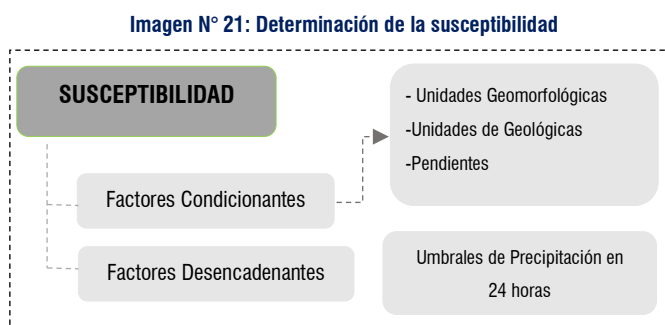 Imagen N° 21: Determinación de la susceptibilidad
SUSCEPTIBILIDAD
- Unidades Geomorfológicas
-Unidades de Geológicas
-Pendientes
Factores Condicionantes
Factores Desencadenantes
Umbrales de Precipitación en
24 horas